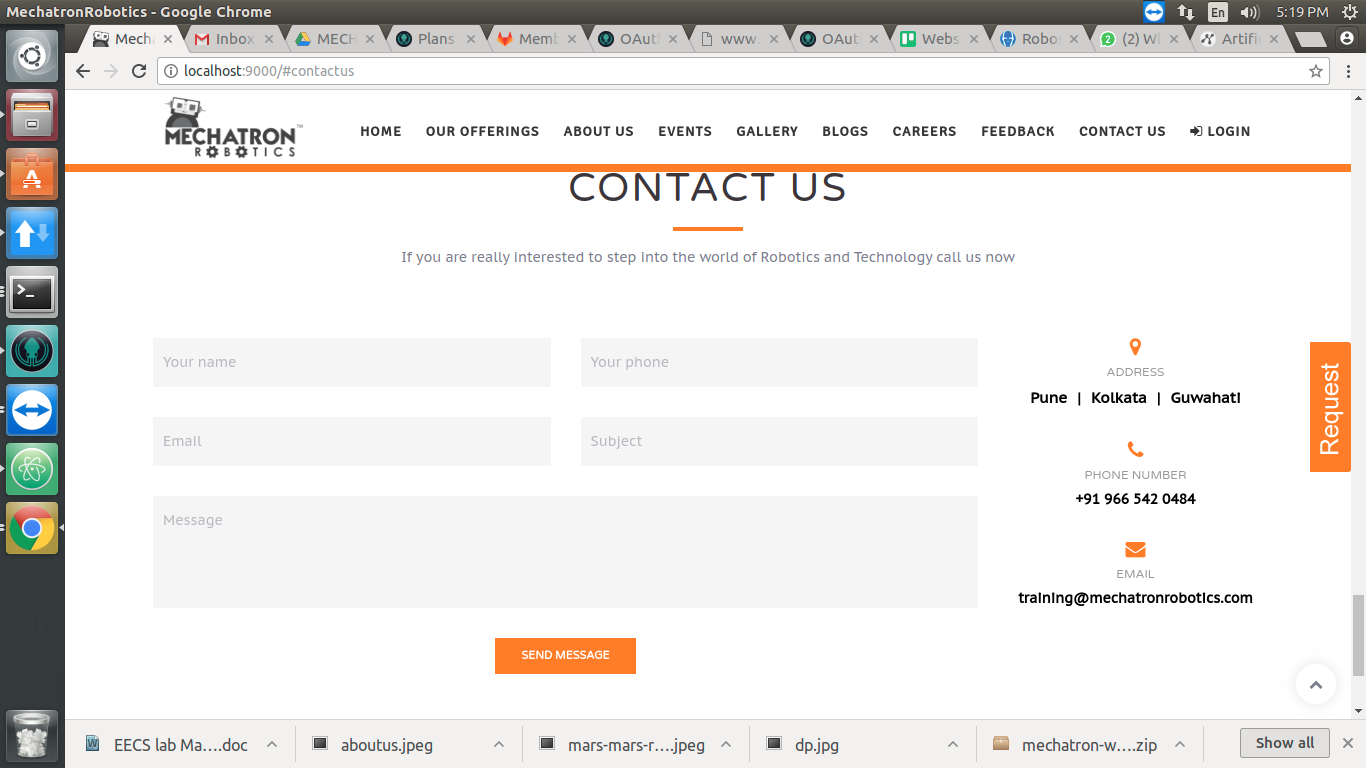 MechatronRobotics - Google Chrome
En 5:19 PM
Mech
Inbox
MECH
Plans
Memb
OAut
www.
OAut
Webs
Robo
(2) W
Artifi
localhost:9000/#contactus
MECHATRON™
ROBOTICS
HOME
OUR OFFERINGS
ABOUT US
EVENTS
GALLERY
BLOGS
CAREERS
FEEDBACK
CONTACT US
LOGIN
CONTACT US
If you are really interested to step into the world of Robotics and Technology call us now
Your name
Your phone
Email
Subject
Message
SEND MESSAGE
ADDRESS
Pune | Kolkata | Guwahati
PHONE NUMBER
+91 966 542 0484
EMAIL
training@mechatronrobotics.com
Request
EECS lab Ma....doc
aboutus.jpeg
mars-mars-r....jpeg
dp.jpg
mechatron-w....zip
Show all